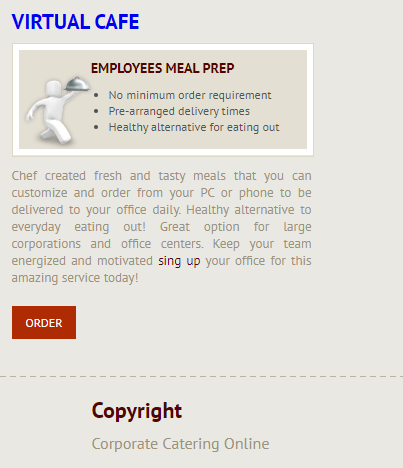 VIRTUAL CAFE
EMPLOYEES MEAL PREP
No minimum order requirement
Pre-arranged delivery times
Healthy alternative for eating out
Chef created fresh and tasty meals that you can
customize and order from your PC or phone to be
delivered to your office daily. Healthy alternative to
everyday eating out! Great option for large
corporations and office centers. Keep your team
energized and motivated sing up your office for this
amazing service today!
ORDER
Copyright
Corporate Catering Online